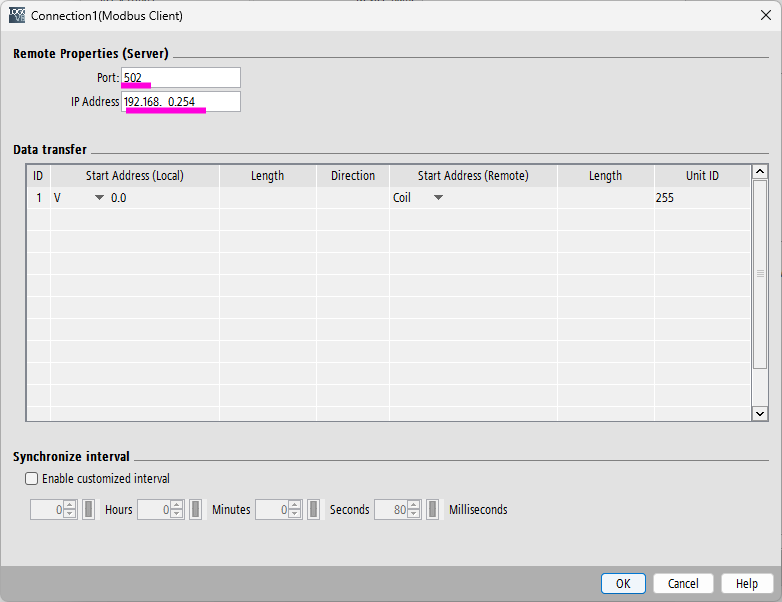 Connection1(Modbus Client)
Remote Properties (Server)
Port: 502
IP Address 192.168. 0.254
Data transfer
ID Start Address (Local) Length Direction Start Address (Remote) Length Unit ID
1 V 0.0 Coil 255
Synchronize interval
Enable customized interval
0 Hours 0 Minutes 0 Seconds 80 Milliseconds
OK Cancel Help